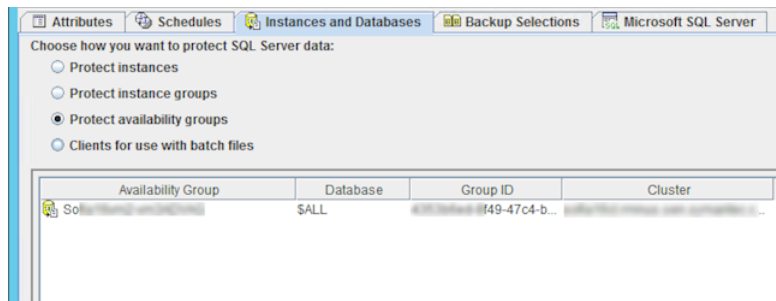 Attributes Schedules Instances and Databases Backup Selections Microsoft SQL Server
Choose how you want to protect SQL Server data:
Protect instances
Protect instance groups
Protect availability groups
Clients for use with batch files
Availability Group Database Group ID Cluster
$ALL f49-47c4-b...